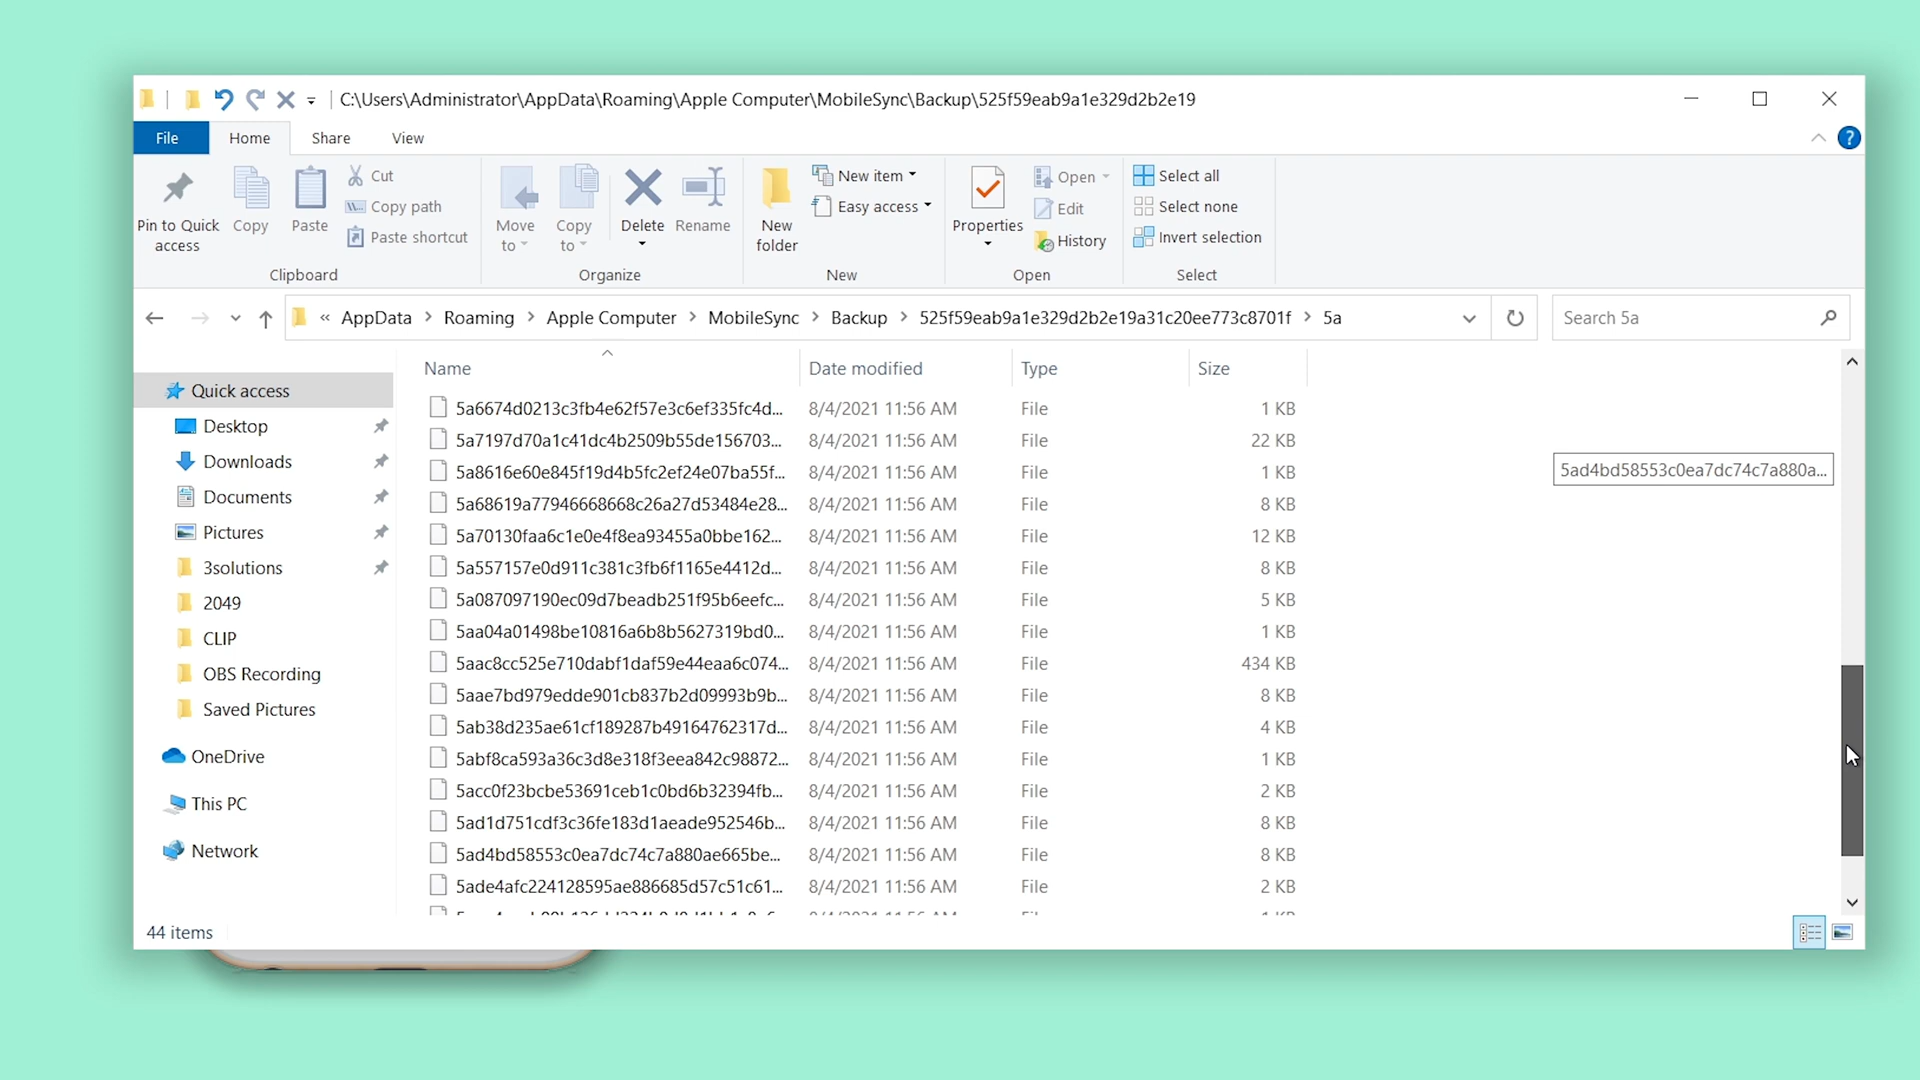 C:\Users\Administrator\AppData\Roaming\Apple Computer\MobileSync\Backup\525f59eab9a1e329d2b2e19
File Home Share View
Pin to Quick access
Copy
Paste
Cut
Copy path
Paste shortcut
Clipboard
Move to
Copy to
Delete
Rename
Organize
New folder
New item
Easy access
New
Properties
Open
Edit
History
Open
Select all
Select none
Invert selection
Select
« AppData > Roaming > Apple Computer > MobileSync > Backup > 525f59eab9a1e329d2b2e19a31c20ee773c8701f > 5a
Search 5a
Quick access
Desktop
Downloads
Documents
Pictures
3solutions
2049
CLIP
OBS Recording
Saved Pictures
OneDrive
This PC
Network
Name Date modified Type Size
5a6674d0213c3fb4e62f57e3c6ef335fc4d... 8/4/2021 11:56 AM File 1 KB
5a7197d70a1c41dc4b2509b55de156703... 8/4/2021 11:56 AM File 22 KB
5a8616e60e845f19d4b5fc2ef24e07ba55f... 8/4/2021 11:56 AM File 1 KB
5a68619a77946668668c26a27d53484e28... 8/4/2021 11:56 AM File 8 KB
5a70130faa6c1e0e4f8ea93455a0bbe162... 8/4/2021 11:56 AM File 12 KB
5a557157e0d911c381c3fb6f1165e4412d... 8/4/2021 11:56 AM File 8 KB
5a087097190ec09d7beadb251f95b6eefc... 8/4/2021 11:56 AM File 5 KB
5aa04a01498be10816a6b8b5627319bd0... 8/4/2021 11:56 AM File 1 KB
5aac8cc525e710dabf1daf59e44eaa6c074... 8/4/2021 11:56 AM File 434 KB
5aae7bd979edde901cb837b2d09993b9b... 8/4/2021 11:56 AM File 8 KB
5ab38d235ae61cf189287b49164762317d... 8/4/2021 11:56 AM File 4 KB
5abf8ca593a36c3d8e318f3eea842c98872... 8/4/2021 11:56 AM File 1 KB
5acc0f23bcbe53691ceb1c0bd6b32394fb... 8/4/2021 11:56 AM File 2 KB
5ad1d751cdf3c36fe183d1aeade952546b... 8/4/2021 11:56 AM File 8 KB
5ad4bd58553c0ea7dc74c7a880ae665be... 8/4/2021 11:56 AM File 8 KB
5ade4afc224128595ae886685d57c51c61... 8/4/2021 11:56 AM File 2 KB
5ad4bd58553c0ea7dc74c7a880a...
44 items